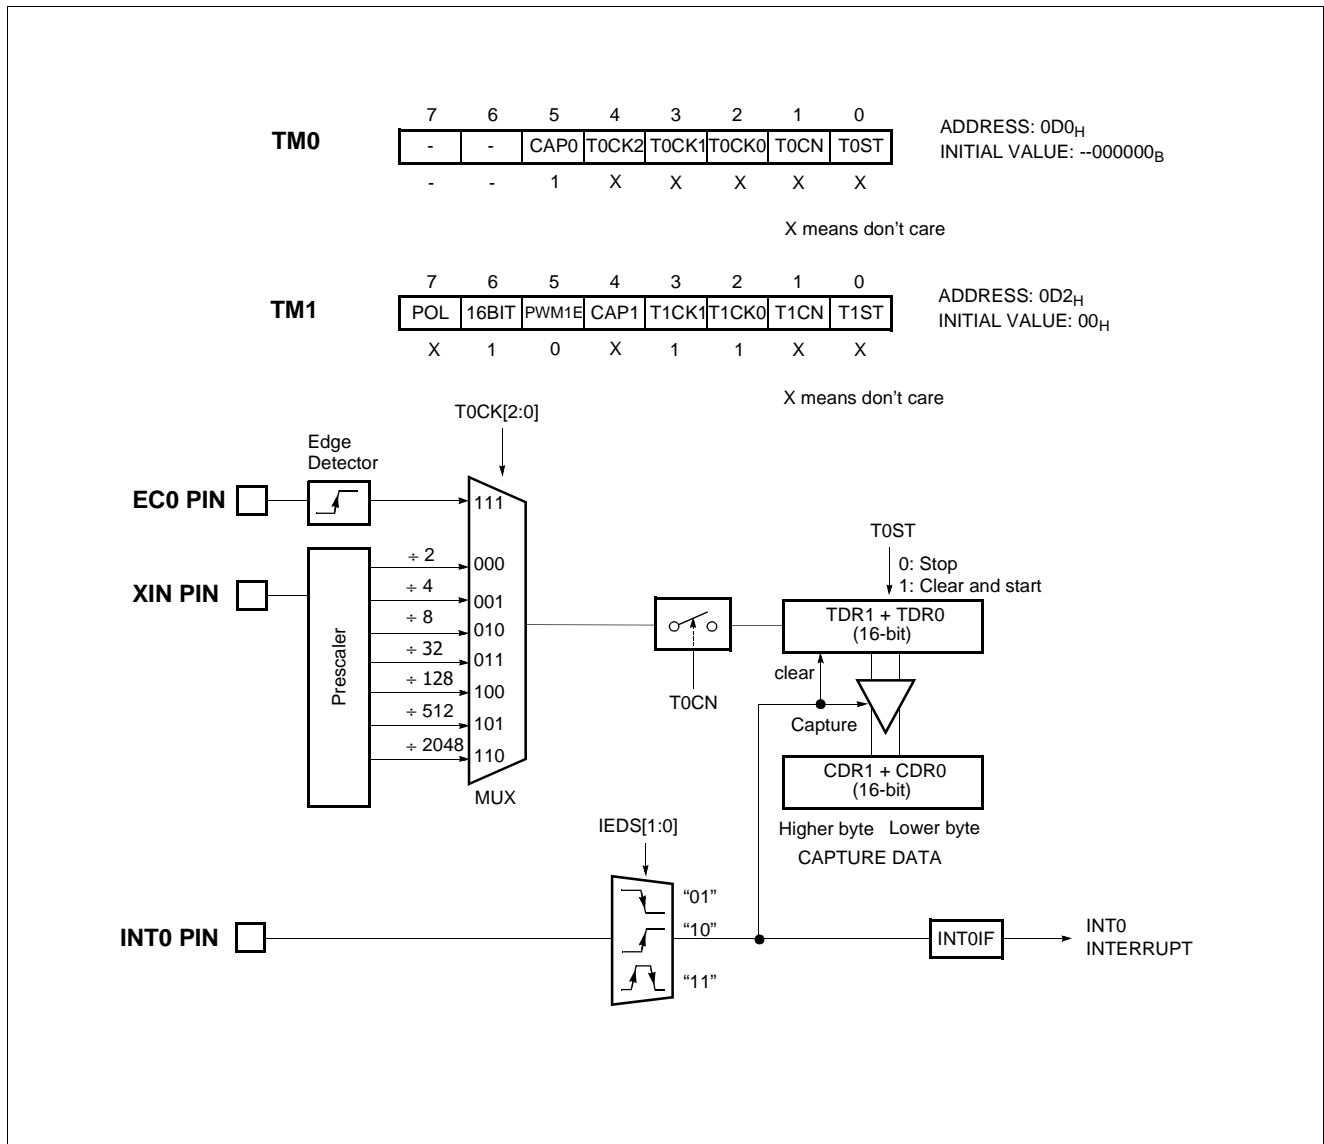 7 6 5 4 3 2 1 0
TM0
- - CAP0 T0CK2 T0CK1 T0CK0 T0CN T0ST
- - 1 X X X X X
ADDRESS: 0D0H
INITIAL VALUE: --000000B
X means don't care
7 6 5 4 3 2 1 0
TM1
POL 16BIT PWM1E CAP1 T1CK1 T1CK0 T1CN T1ST
X 1 0 X 1 1 X X
ADDRESS: 0D2H
INITIAL VALUE: 00H
X means don't care
T0CK[2:0]
Edge
Detector
EC0 PIN
111
XIN PIN
Prescaler
÷ 2 000
÷ 4 001
÷ 8 010
÷ 32 011
÷ 128 100
÷ 512 101
÷ 2048 110
MUX
T0CN
T0ST
0: Stop
1: Clear and start
TDR1 + TDR0
(16-bit)
clear
Capture
CDR1 + CDR0
(16-bit)
Higher byte Lower byte
CAPTURE DATA
IEDS[1:0]
“01”
INT0 PIN
“10”
“11”
INT0IF
INT0
INTERRUPT